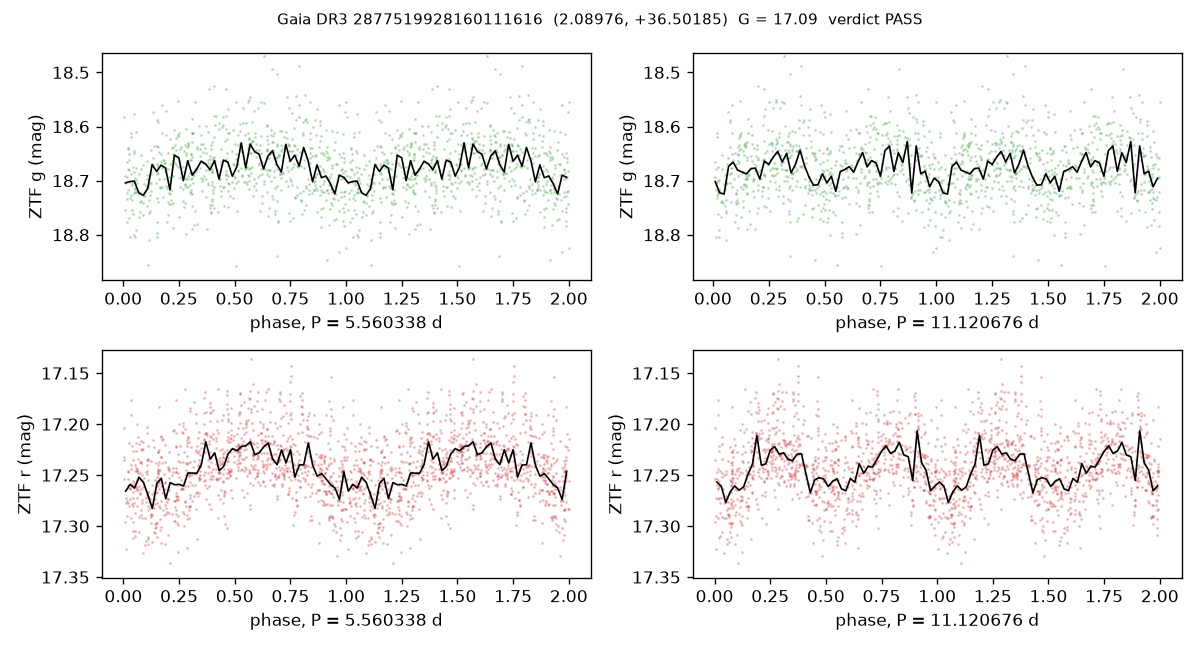 Gaia DR3 2877519928160111616  (2.08976, +36.50185)  G = 17.09  verdict PASS
ZTF g (mag)
18.5
18.6
18.7
18.8
0.00 0.25 0.50 0.75 1.00 1.25 1.50 1.75 2.00
phase, P = 5.560338 d
ZTF g (mag)
18.5
18.6
18.7
18.8
0.00 0.25 0.50 0.75 1.00 1.25 1.50 1.75 2.00
phase, P = 11.120676 d
ZTF r (mag)
17.15
17.20
17.25
17.30
17.35
0.00 0.25 0.50 0.75 1.00 1.25 1.50 1.75 2.00
phase, P = 5.560338 d
ZTF r (mag)
17.15
17.20
17.25
17.30
17.35
0.00 0.25 0.50 0.75 1.00 1.25 1.50 1.75 2.00
phase, P = 11.120676 d